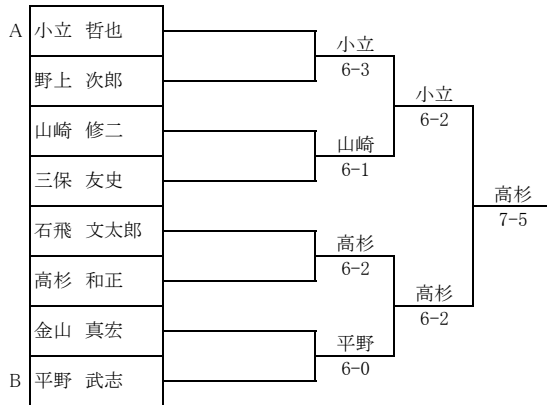 A 小立 哲也
野上 次郎
山崎 修二
三保 友史
石飛 文太郎
高杉 和正
金山 真宏
B 平野 武志
小立
6-3
山崎
6-1
高杉
6-2
平野
6-0
小立
6-2
高杉
6-2
高杉
7-5